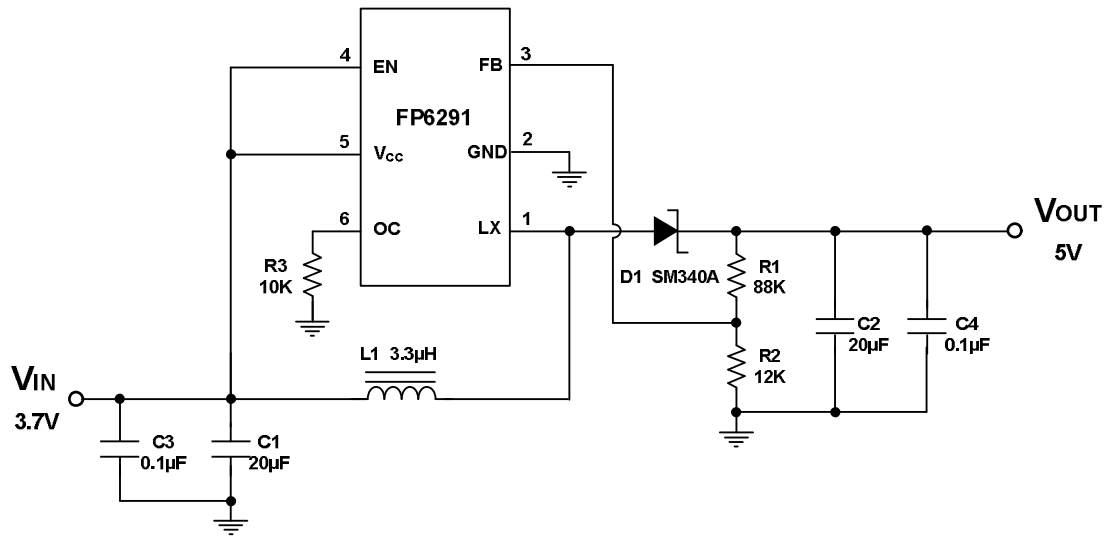 4
EN
FB
3
FP6291
5
VCC
GND
2
6
OC
LX
1
VOUT
5V
R3
10K
D1 SM340A
R1
88K
L1 3.3µH
C2
20µF
C4
0.1µF
R2
12K
VIN
3.7V
C3
0.1µF
C1
20µF